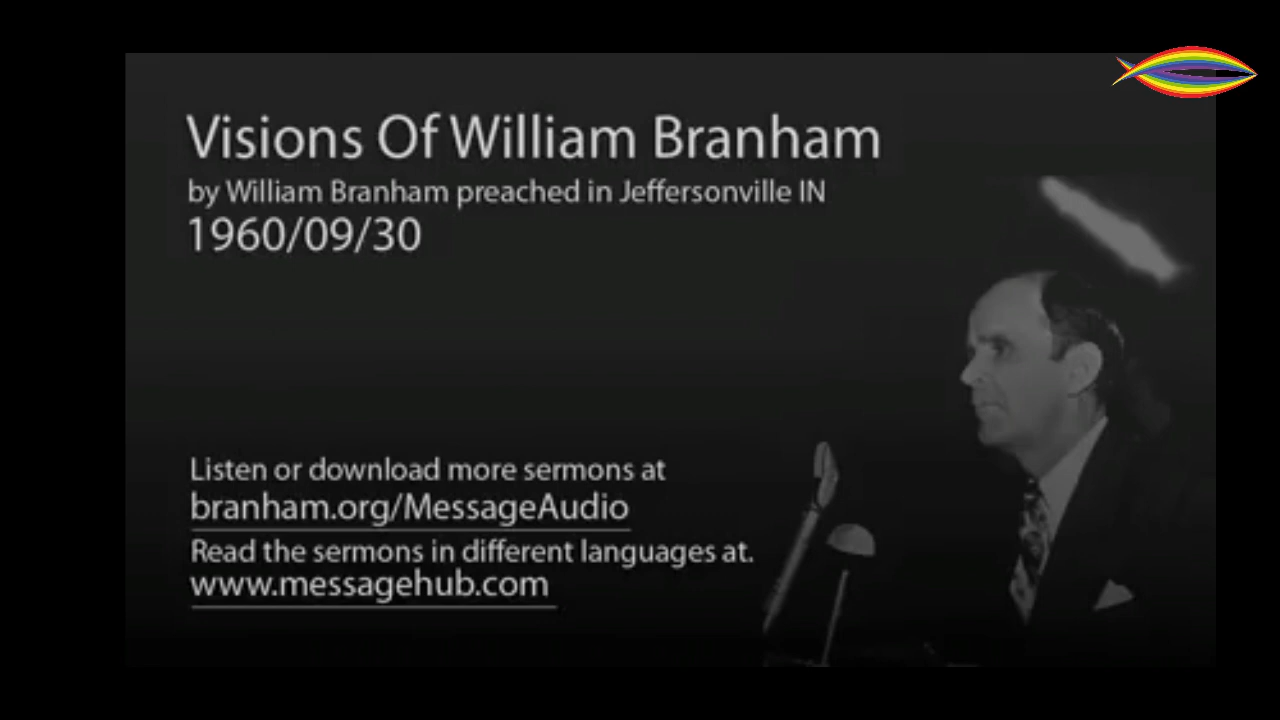 Visions Of William Branham
by William Branham preached in Jeffersonville IN
1960/09/30
Listen or download more sermons at
branham.org/MessageAudio
Read the sermons in different languages at.
www.messagehub.com